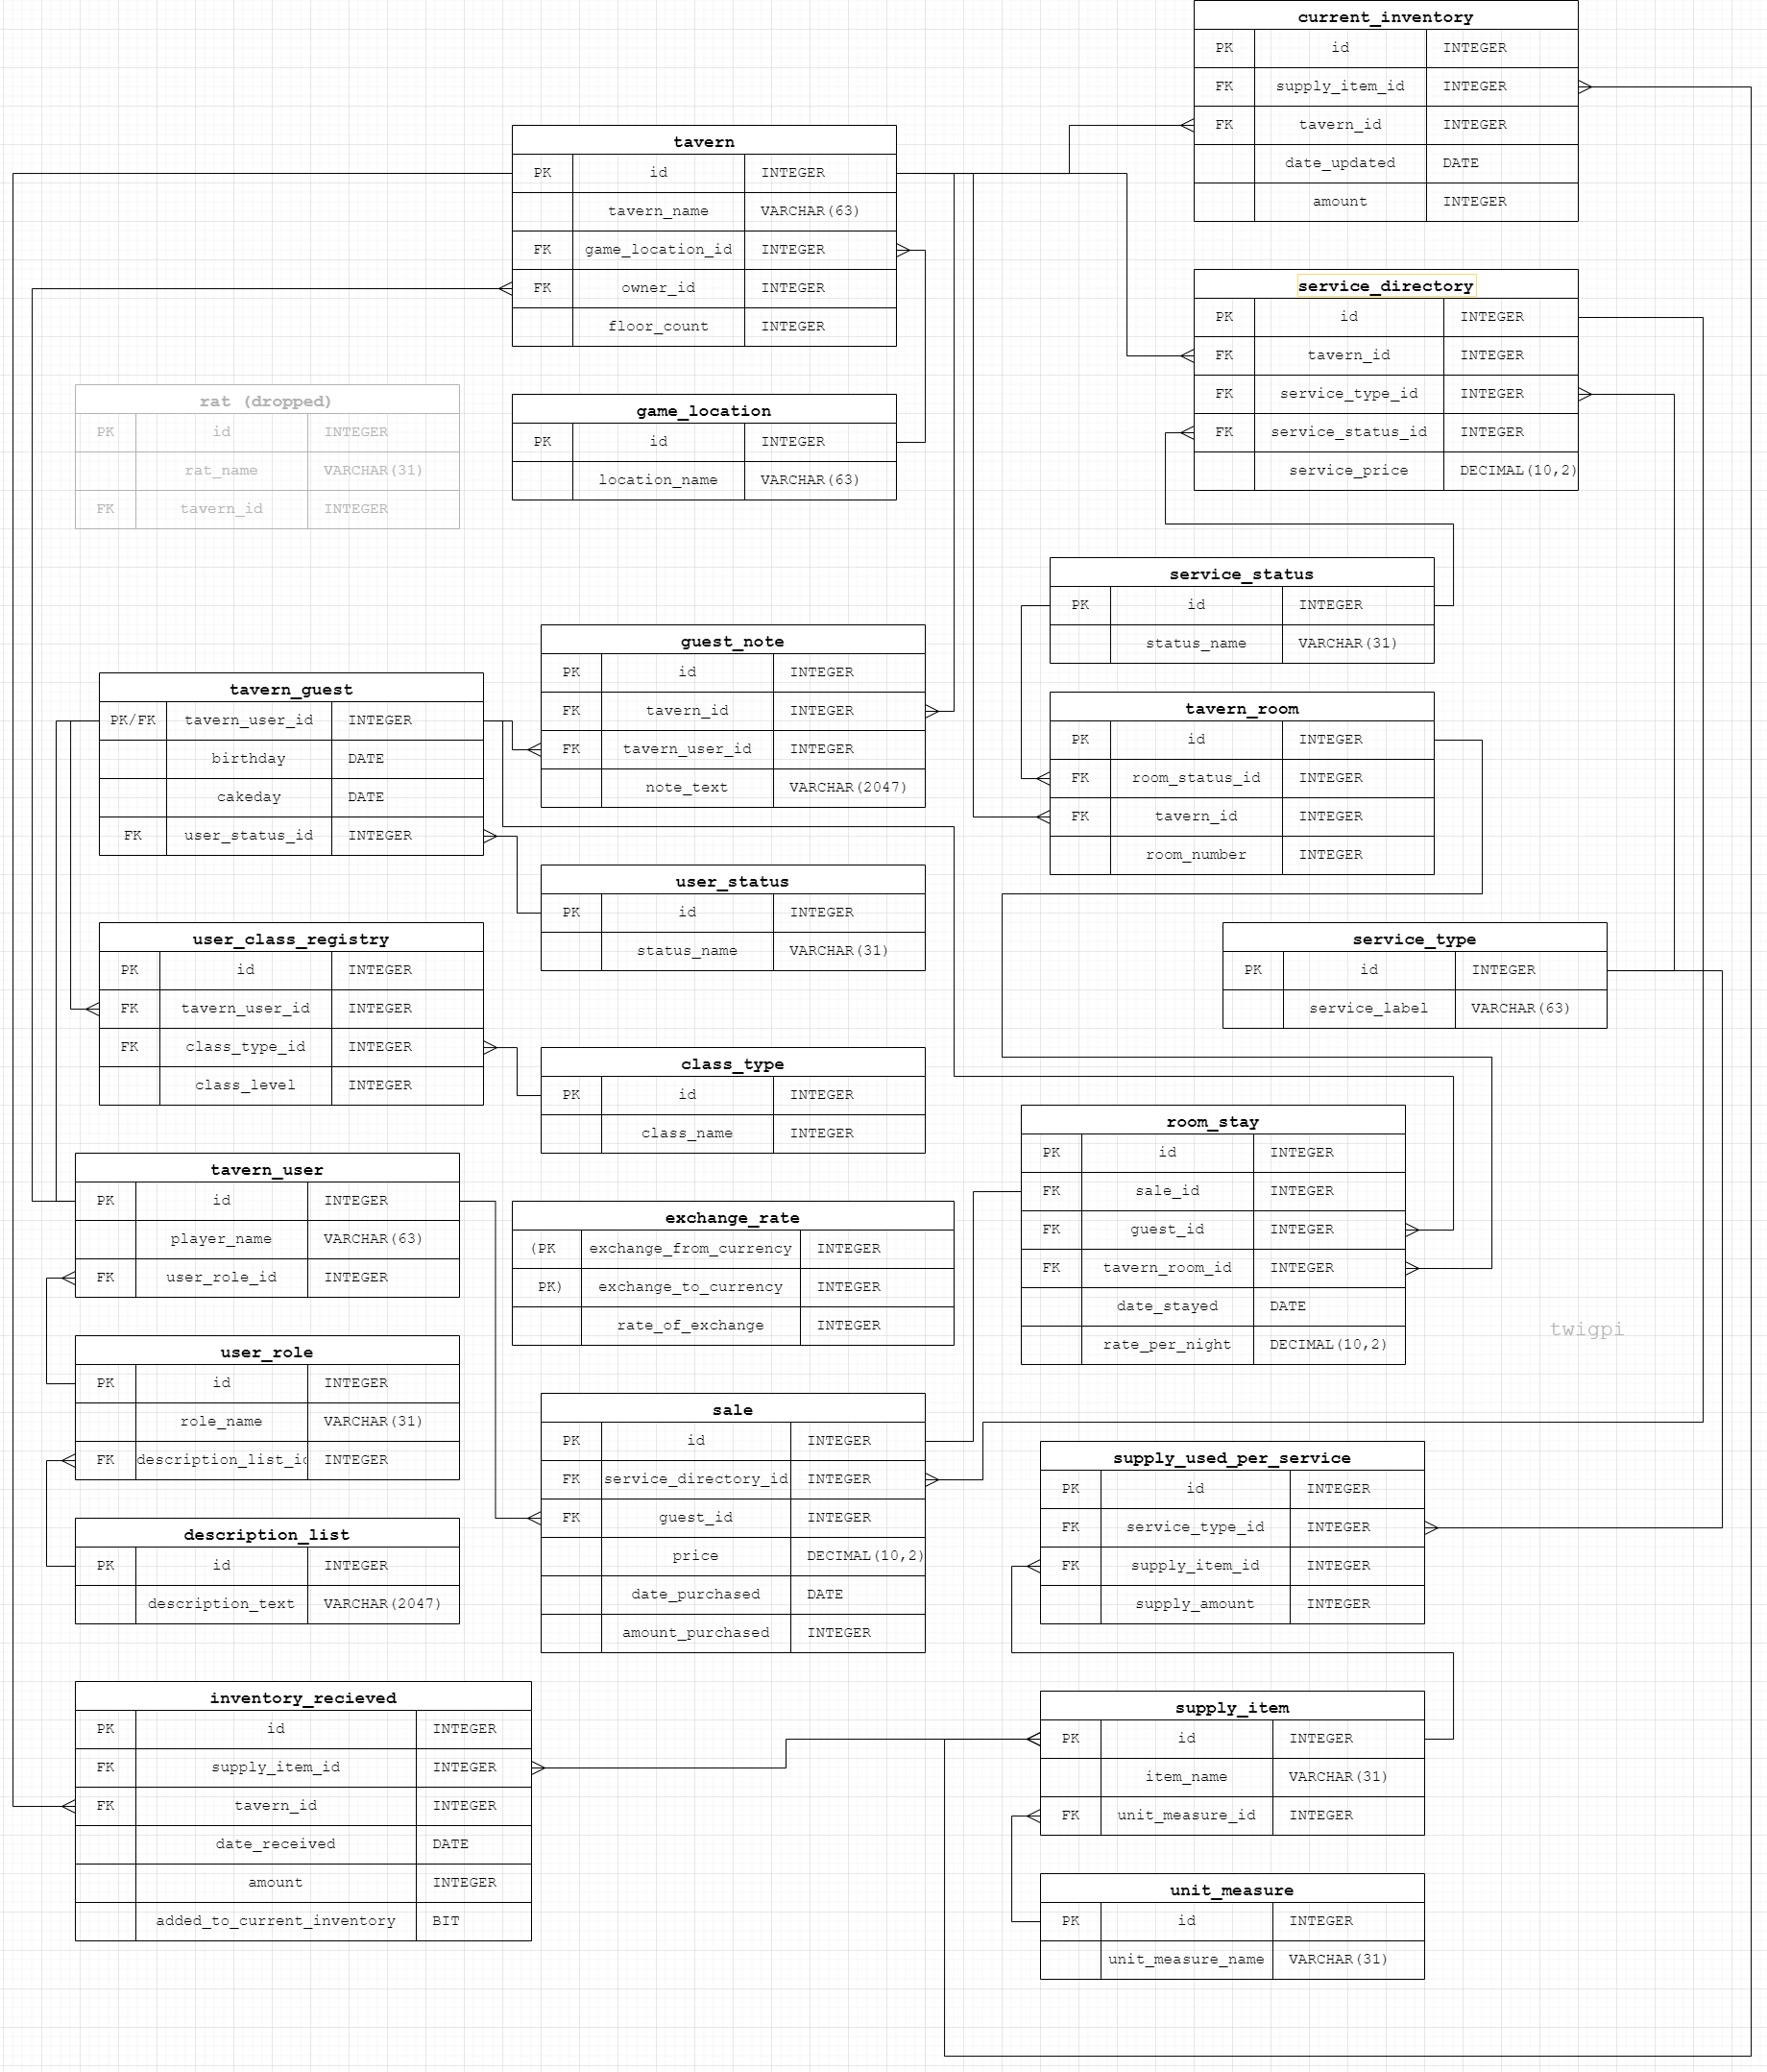 current_inventory
PK id INTEGER
FK supply_item_id INTEGER
FK tavern_id INTEGER
date_updated DATE
amount INTEGER
tavern
PK id INTEGER
tavern_name VARCHAR(63)
FK game_location_id INTEGER
FK owner_id INTEGER
floor_count INTEGER
service_directory
PK id INTEGER
FK tavern_id INTEGER
FK service_type_id INTEGER
FK service_status_id INTEGER
service_price DECIMAL(10,2)
rat (dropped)
PK id INTEGER
rat_name VARCHAR(31)
FK tavern_id INTEGER
game_location
PK id INTEGER
location_name VARCHAR(63)
service_status
PK id INTEGER
status_name VARCHAR(31)
guest_note
PK id INTEGER
FK tavern_id INTEGER
FK tavern_user_id INTEGER
note_text VARCHAR(2047)
tavern_guest
PK/FK tavern_user_id INTEGER
birthday DATE
cakeday DATE
FK user_status_id INTEGER
tavern_room
PK id INTEGER
FK room_status_id INTEGER
FK tavern_id INTEGER
room_number INTEGER
user_status
PK id INTEGER
status_name VARCHAR(31)
user_class_registry
PK id INTEGER
FK tavern_user_id INTEGER
FK class_type_id INTEGER
class_level INTEGER
service_type
PK id INTEGER
service_label VARCHAR(63)
class_type
PK id INTEGER
class_name INTEGER
room_stay
PK id INTEGER
FK sale_id INTEGER
FK guest_id INTEGER
FK tavern_room_id INTEGER
date_stayed DATE
rate_per_night DECIMAL(10,2)
tavern_user
PK id INTEGER
player_name VARCHAR(63)
FK user_role_id INTEGER
exchange_rate
(PK exchange_from_currency INTEGER
PK) exchange_to_currency INTEGER
rate_of_exchange INTEGER
twigpi
user_role
PK id INTEGER
role_name VARCHAR(31)
FK description_list_id INTEGER
sale
PK id INTEGER
FK service_directory_id INTEGER
FK guest_id INTEGER
price DECIMAL(10,2)
date_purchased DATE
amount_purchased INTEGER
supply_used_per_service
PK id INTEGER
FK service_type_id INTEGER
FK supply_item_id INTEGER
supply_amount INTEGER
description_list
PK id INTEGER
description_text VARCHAR(2047)
inventory_recieved
PK id INTEGER
FK supply_item_id INTEGER
FK tavern_id INTEGER
date_received DATE
amount INTEGER
added_to_current_inventory BIT
supply_item
PK id INTEGER
item_name VARCHAR(31)
FK unit_measure_id INTEGER
unit_measure
PK id INTEGER
unit_measure_name VARCHAR(31)